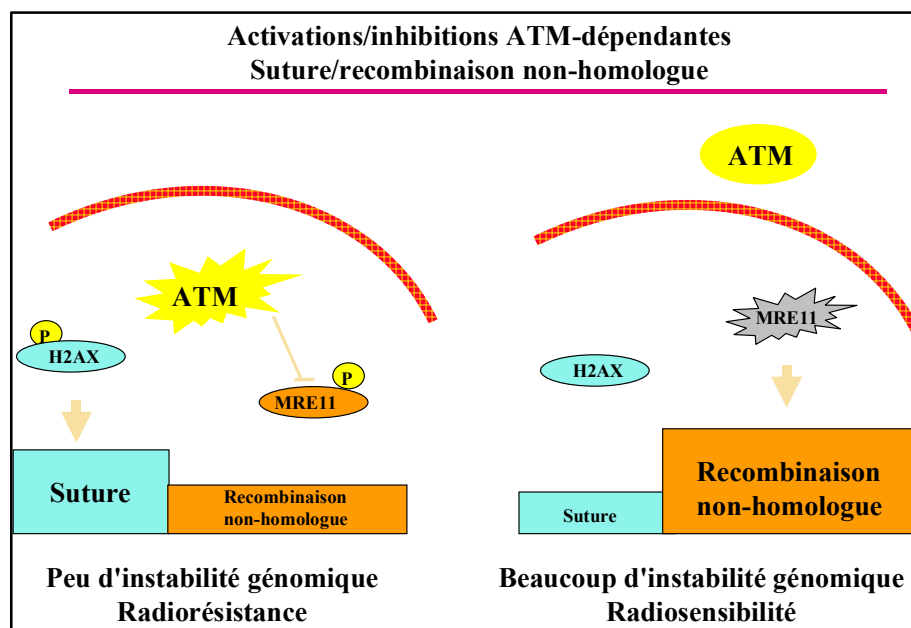 Activations/inhibitions ATM-dépendantes
Suture/recombinaison non-homologue
ATM
P
H2AX
P
MRE11
Suture
Recombinaison
non-homologue
Peu d'instabilité génomique
Radiorésistance
ATM
MRE11
H2AX
Suture
Recombinaison
non-homologue
Beaucoup d'instabilité génomique
Radiosensibilité